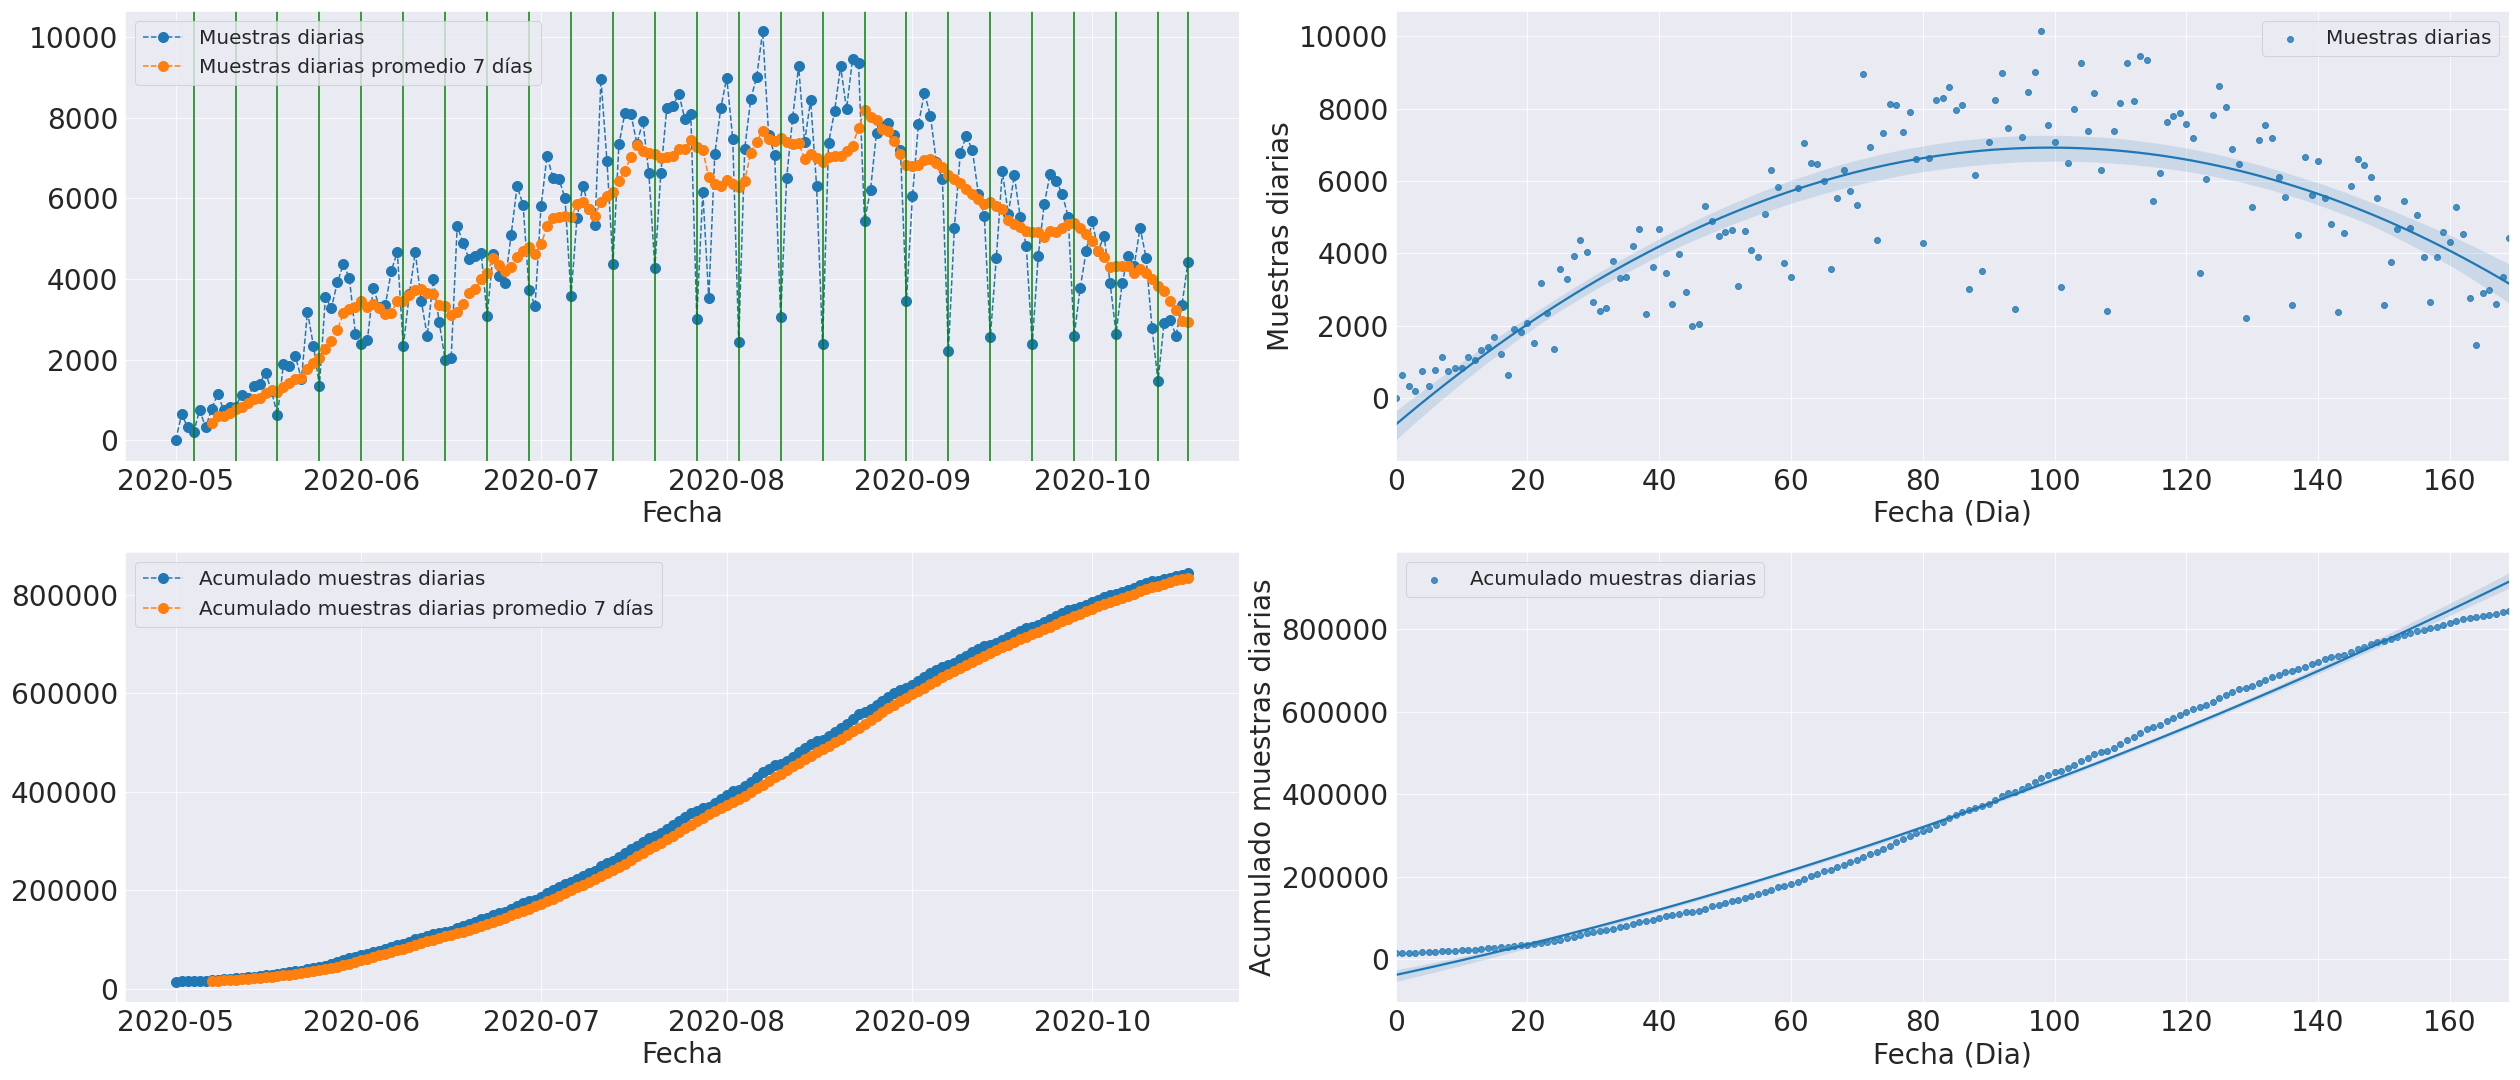 Muestras diarias
Muestras diarias promedio 7 días
10000
8000
6000
4000
2000
0
2020-05 2020-06 2020-07 2020-08 2020-09 2020-10
Fecha
Muestras diarias
Muestras diarias
10000
8000
6000
4000
2000
0
0 20 40 60 80 100 120 140 160
Fecha (Dia)
Acumulado muestras diarias
Acumulado muestras diarias promedio 7 días
800000
600000
400000
200000
0
2020-05 2020-06 2020-07 2020-08 2020-09 2020-10
Fecha
Acumulado muestras diarias
Acumulado muestras diarias
800000
600000
400000
200000
0
0 20 40 60 80 100 120 140 160
Fecha (Dia)